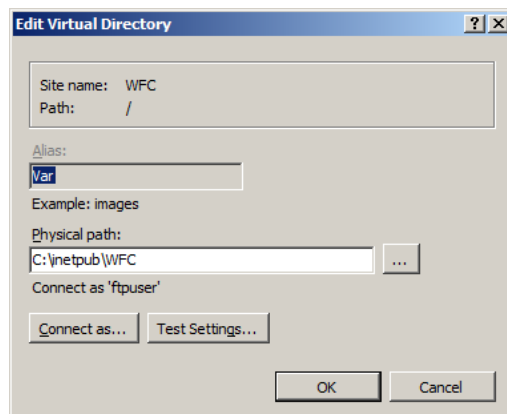 Edit Virtual Directory
Site name: WFC
Path: /
Alias:
Var
Example: images
Physical path:
C:\inetpub\WFC
...
Connect as 'ftpuser'
Connect as... Test Settings...
OK Cancel